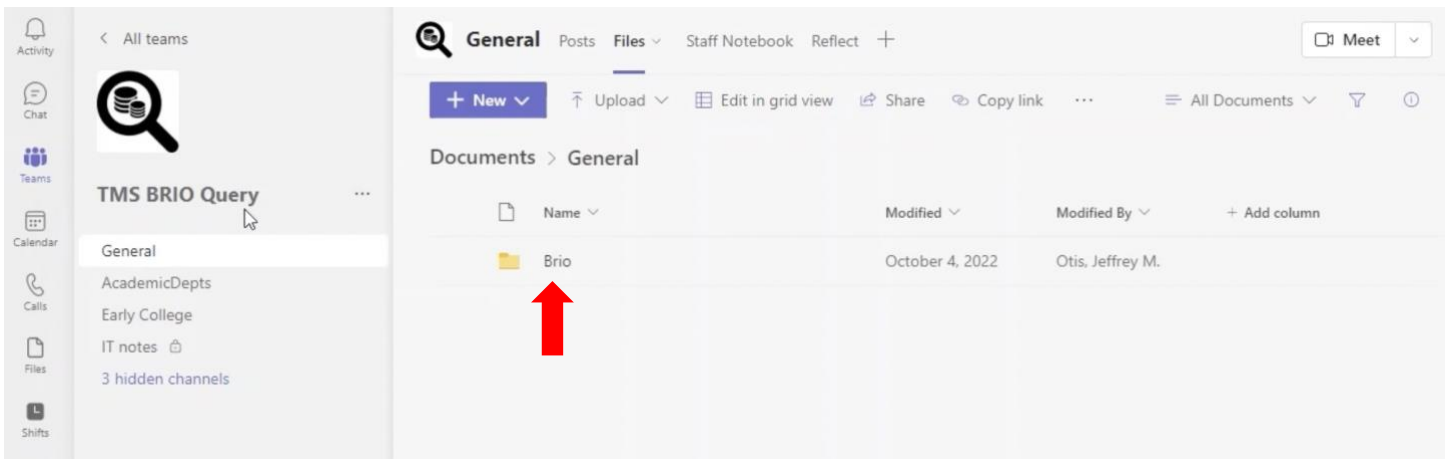 Activity
Chat
Teams
Calendar
Calls
Files
Shifts
All teams
TMS BRIO Query
General
AcademicDepts
Early College
IT notes
3 hidden channels
General Posts Files Staff Notebook Reflect +
Meet
+ New Upload Edit in grid view Share Copy link ... All Documents
Documents > General
Name Modified Modified By + Add column
Brio October 4, 2022 Otis, Jeffrey M.